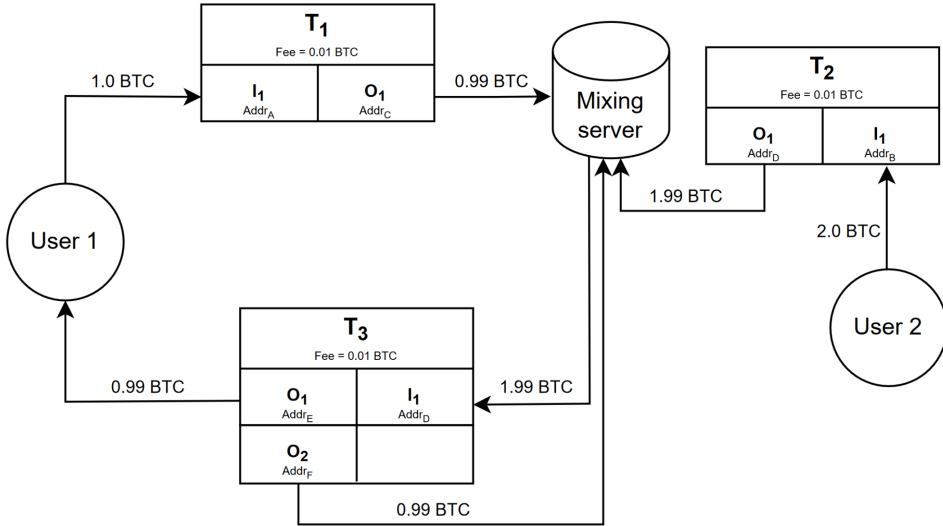 T1
Fee = 0.01 BTC
I1
AddrA
O1
AddrC
1.0 BTC
0.99 BTC
Mixing
server
T2
Fee = 0.01 BTC
O1
AddrD
I1
AddrB
1.99 BTC
2.0 BTC
User 1
User 2
T3
Fee = 0.01 BTC
O1
AddrE
I1
AddrD
O2
AddrF
0.99 BTC
1.99 BTC
0.99 BTC